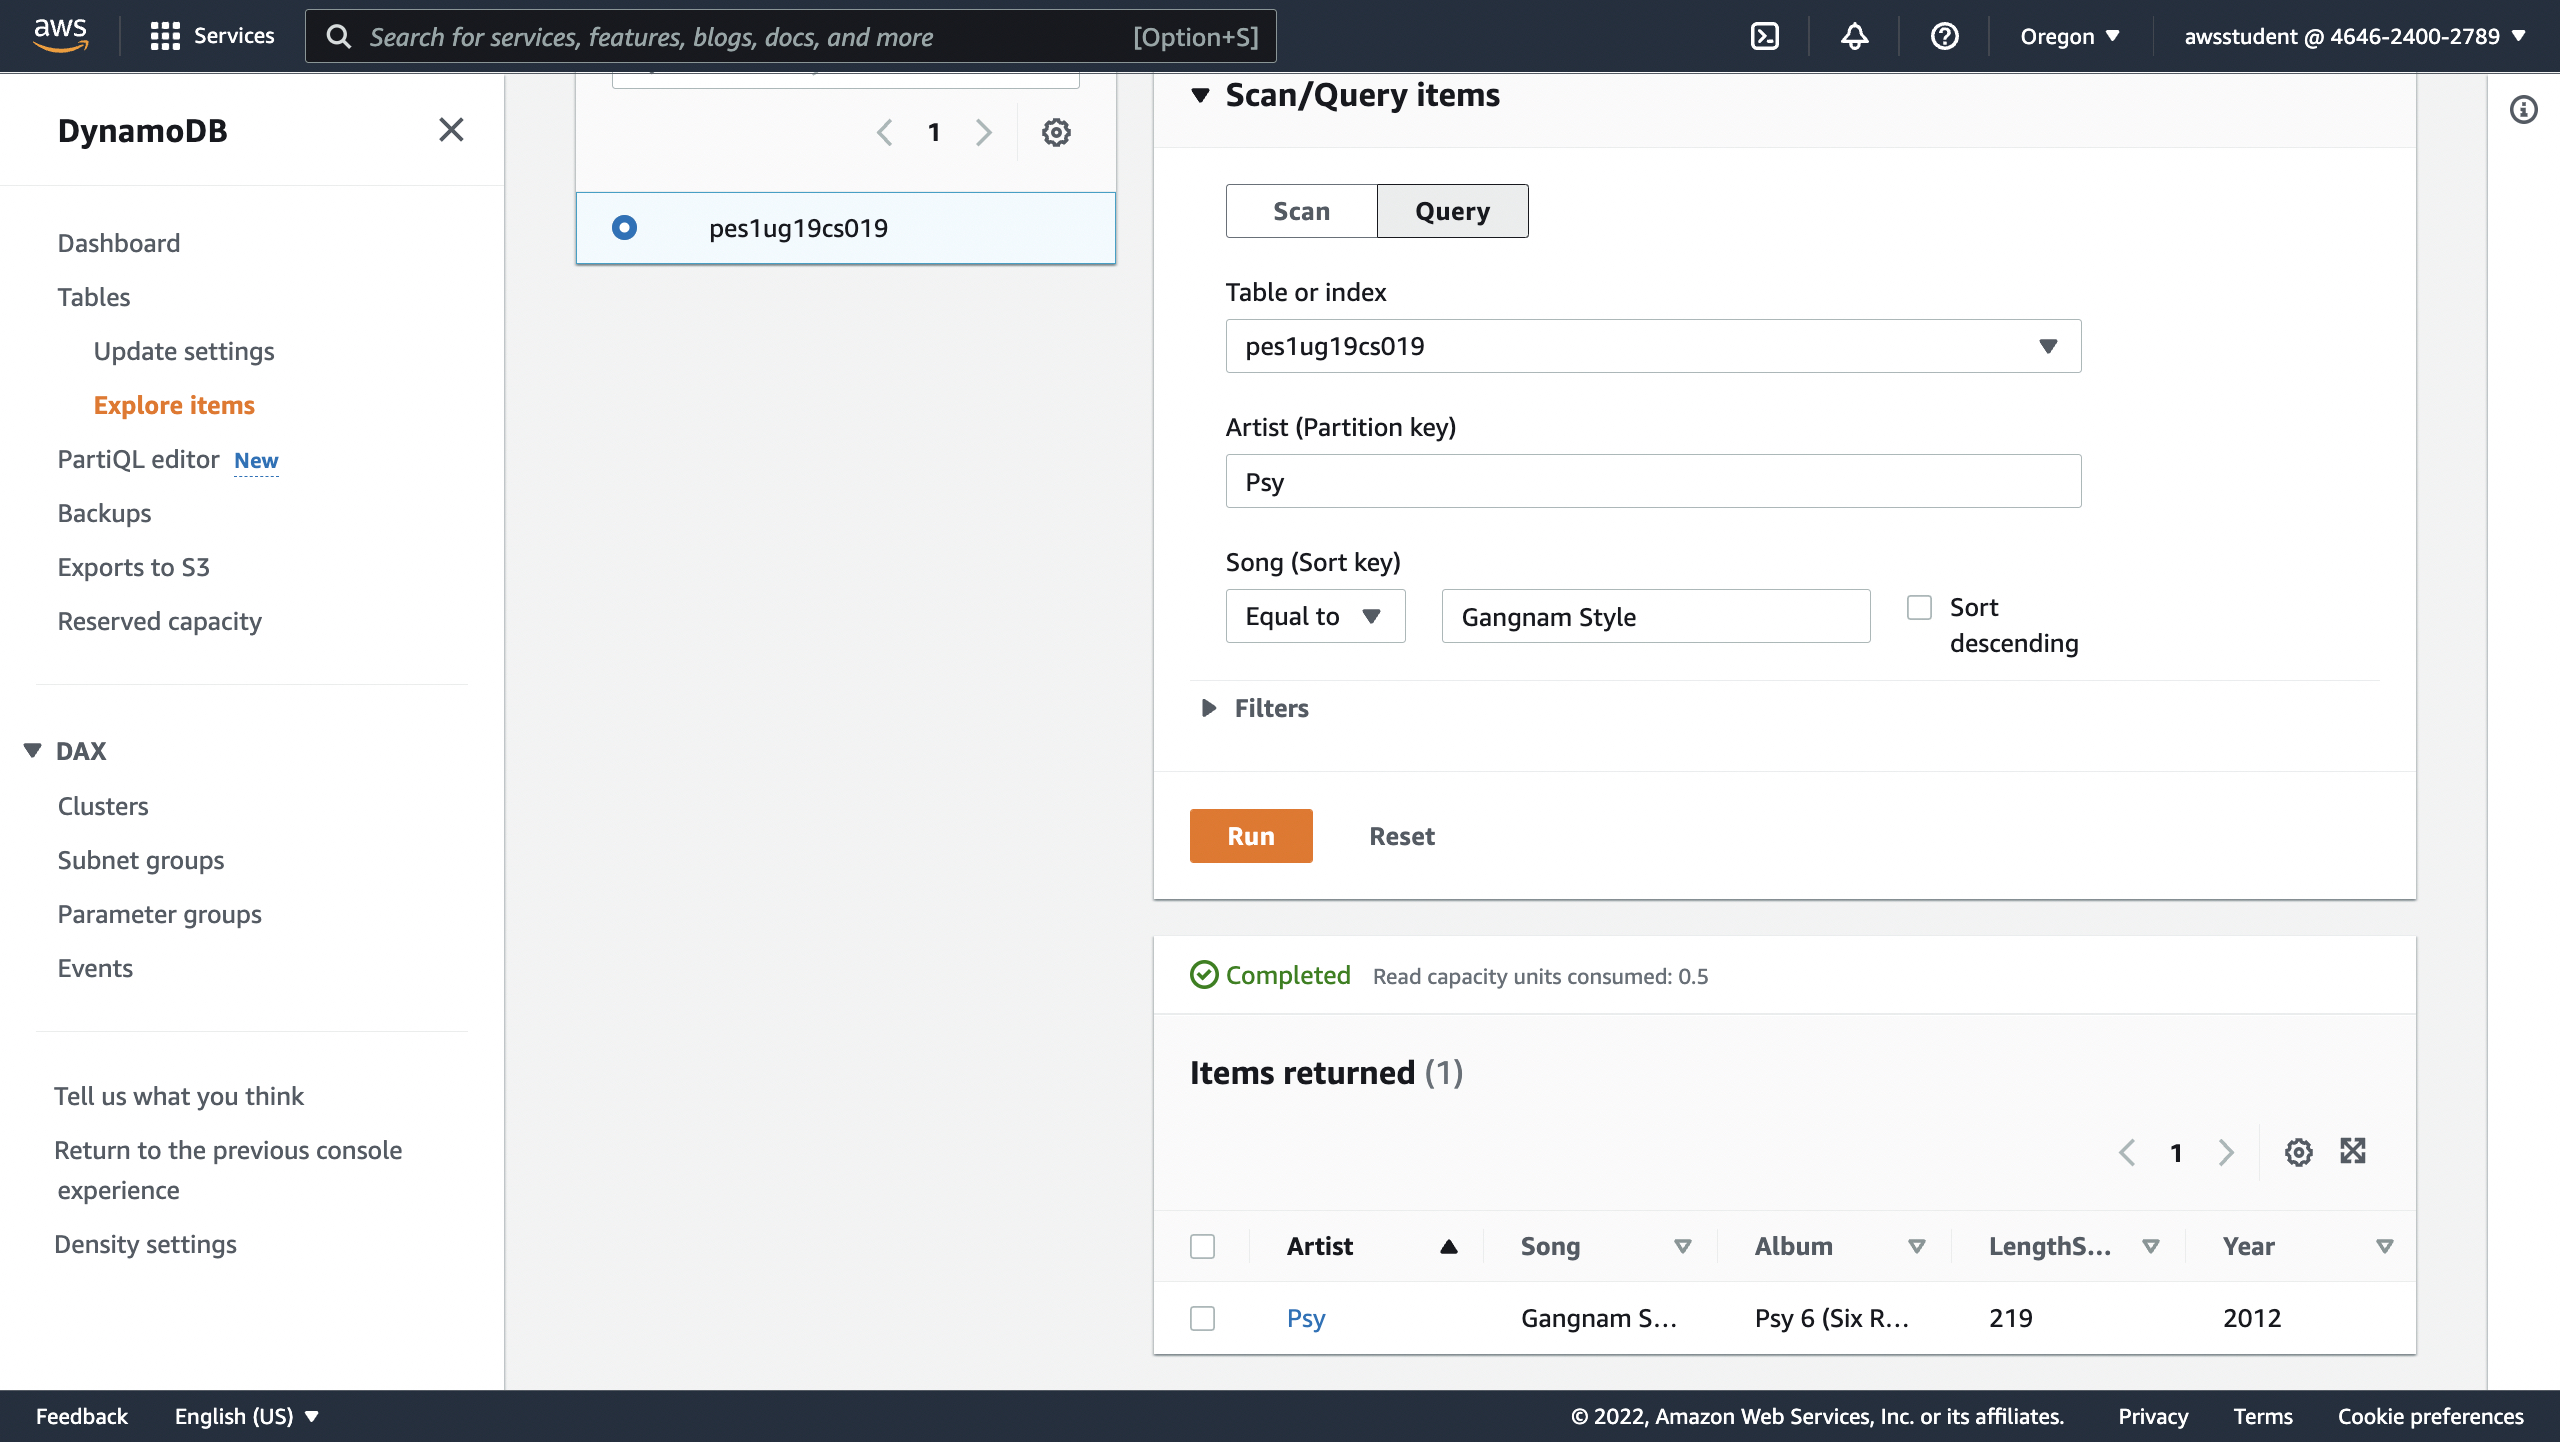 aws
Services
Search for services, features, blogs, docs, and more
[Option+S]
Oregon
awsstudent @ 4646-2400-2789
DynamoDB
Dashboard
Tables
Update settings
Explore items
PartiQL editor New
Backups
Exports to S3
Reserved capacity
DAX
Clusters
Subnet groups
Parameter groups
Events
Tell us what you think
Return to the previous console
experience
Density settings
1
pes1ug19cs019
Scan/Query items
Scan
Query
Table or index
pes1ug19cs019
Artist (Partition key)
Psy
Song (Sort key)
Equal to
Gangnam Style
Sort
descending
Filters
Run
Reset
Completed
Read capacity units consumed: 0.5
Items returned (1)
1
Artist Song Album LengthS... Year
Psy Gangnam S... Psy 6 (Six R... 219 2012
Feedback
English (US)
© 2022, Amazon Web Services, Inc. or its affiliates.
Privacy
Terms
Cookie preferences